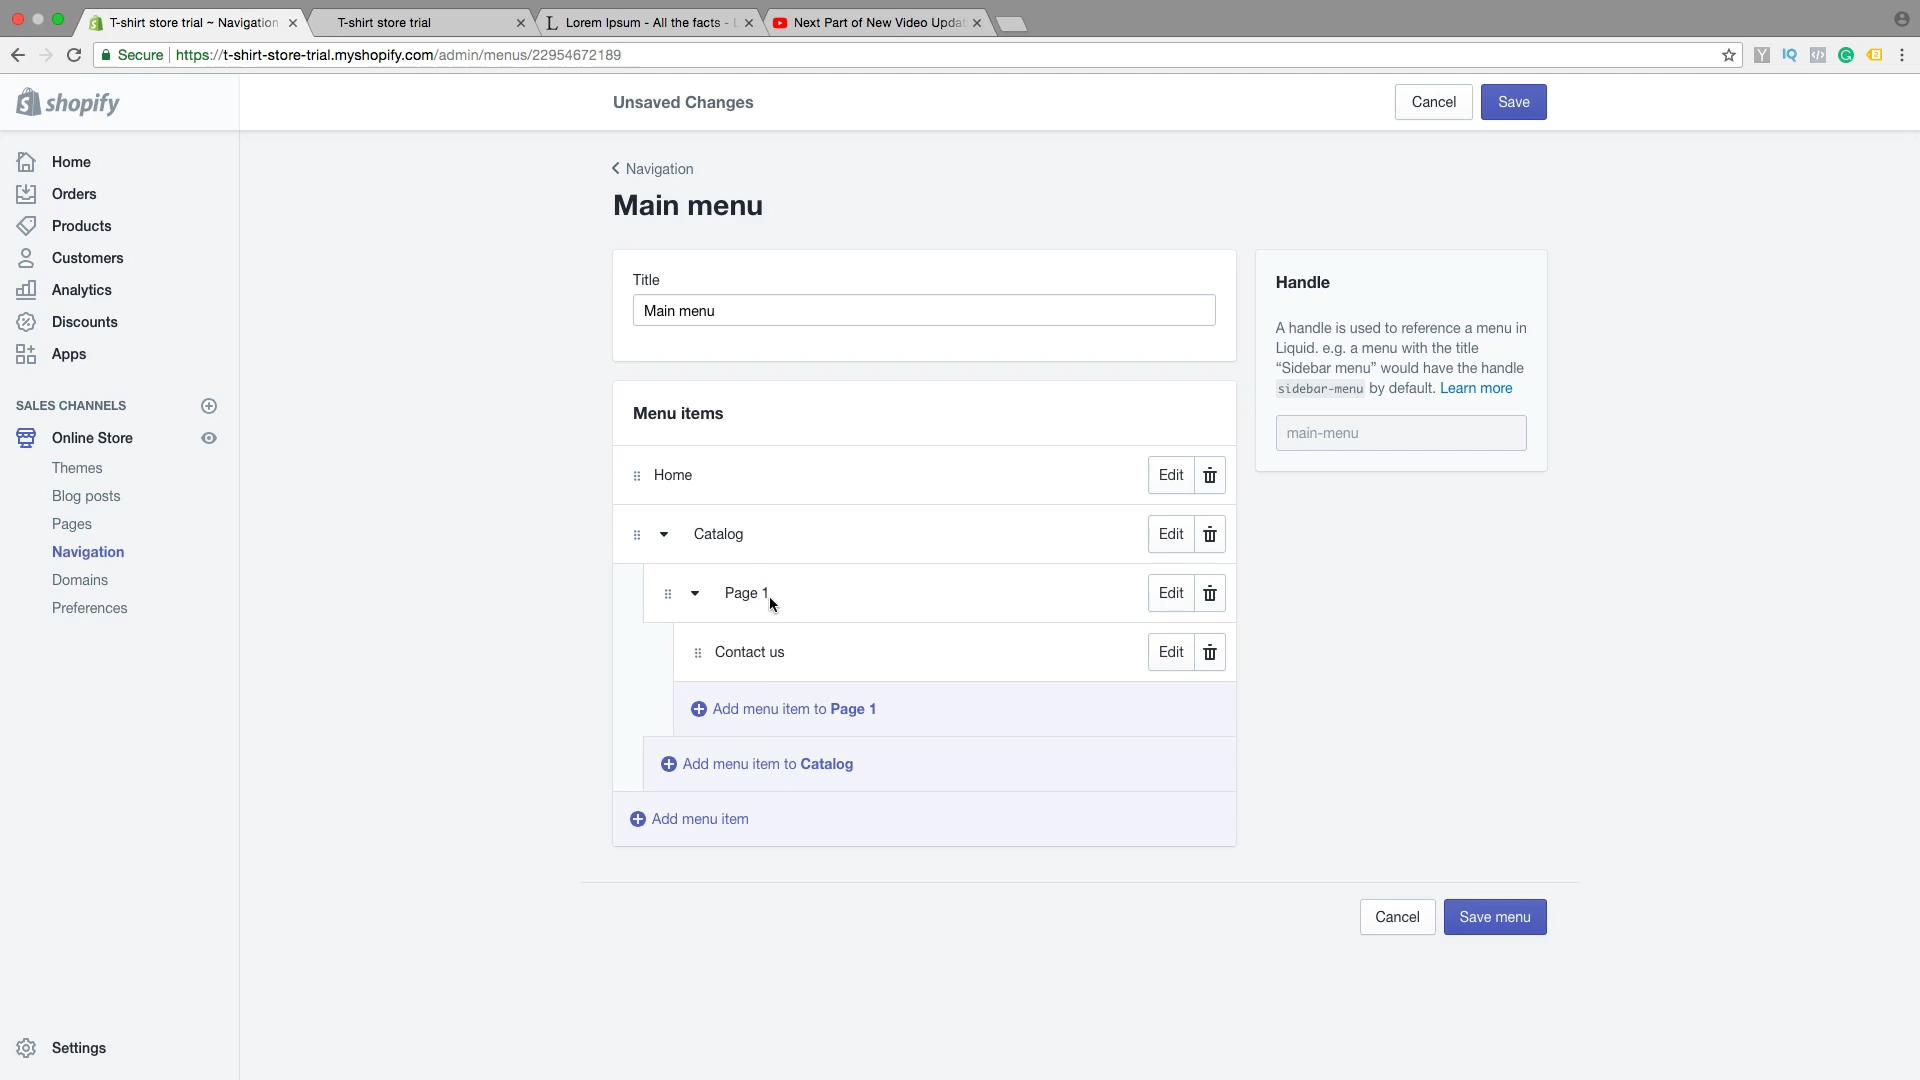 T-shirt store trial ~ Navigation
T-shirt store trial
Lorem Ipsum - All the facts - L
Next Part of New Video Updat
Secure
https://t-shirt-store-trial.myshopify.com/admin/menus/22954672189
shopify
Unsaved Changes
Cancel
Save
Home
Orders
Products
Customers
Analytics
Discounts
Apps
SALES CHANNELS
Online Store
Themes
Blog posts
Pages
Navigation
Domains
Preferences
Settings
Navigation
Main menu
Title
Main menu
Menu items
Home
Edit
Catalog
Edit
Page 1
Edit
Contact us
Edit
Add menu item to Page 1
Add menu item to Catalog
Add menu item
Handle
A handle is used to reference a menu in
Liquid. e.g. a menu with the title
“Sidebar menu” would have the handle
sidebar-menu by default. Learn more
main-menu
Cancel
Save menu